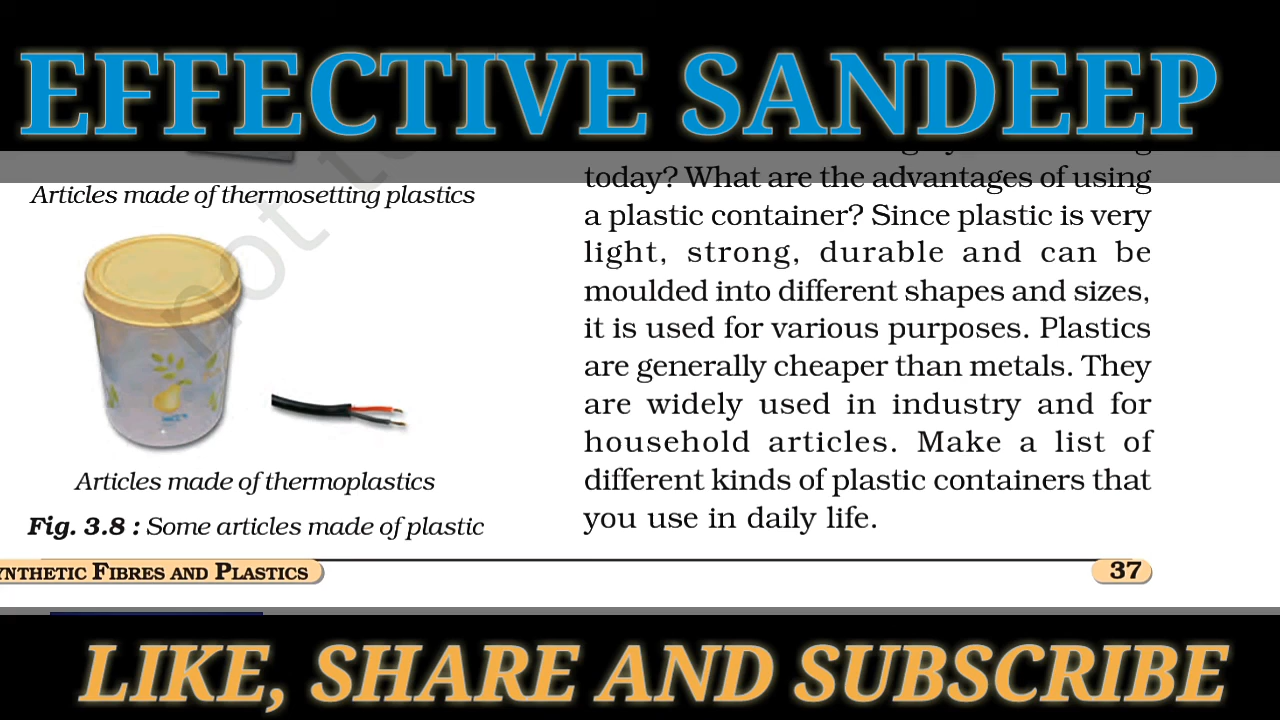 EFFECTIVE SANDEEP
Articles made of thermosetting plastics
Articles made of thermoplastics
Fig. 3.8 : Some articles made of plastic
today? What are the advantages of using
a plastic container? Since plastic is very
light, strong, durable and can be
moulded into different shapes and sizes,
it is used for various purposes. Plastics
are generally cheaper than metals. They
are widely used in industry and for
household articles. Make a list of
different kinds of plastic containers that
you use in daily life.
FIBRES AND PLASTICS
37
LIKE, SHARE AND SUBSCRIBE